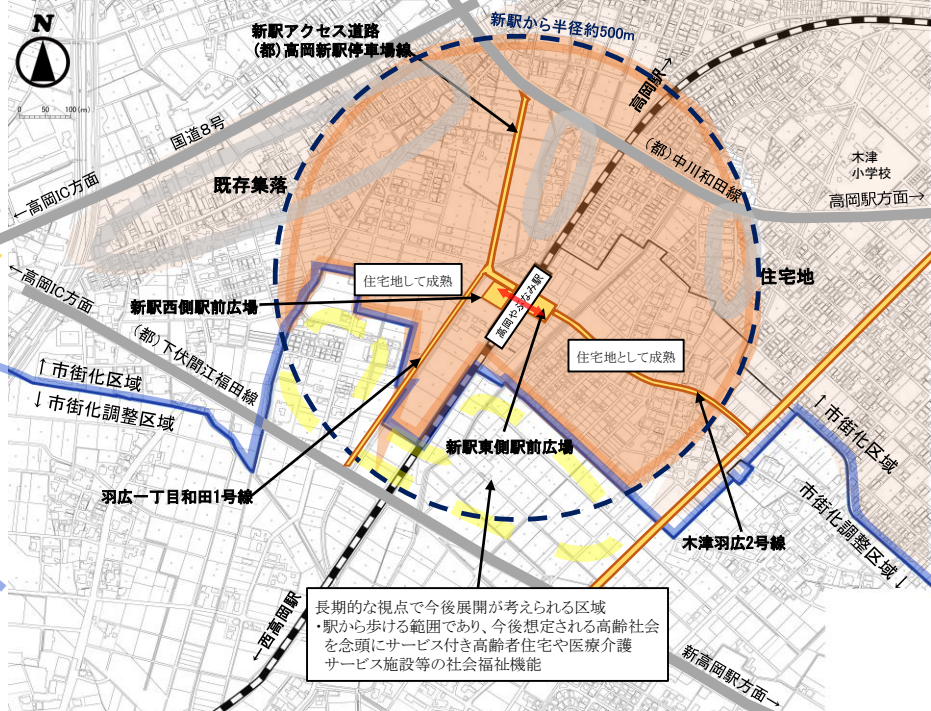 N
0 50 100(m)
新駅アクセス道路
(都)高岡新駅停車場線
新駅から半径約500m
高岡駅→
国道8号
(都)中川和田線
木津
小学校
←高岡IC方面
既存集落
高岡駅方面→
住宅地して成熟
住宅地
←高岡IC方面
新駅西側駅前広場
高岡やぶなみ駅
(都)下伏間江福田線
住宅地として成熟
↑市街化区域
↓市街化調整区域
↑市街化区域
市街化調整区域↓
新駅東側駅前広場
羽広一丁目和田1号線
木津羽広2号線
長期的な視点で今後展開が考えられる区域
・駅から歩ける範囲であり、今後想定される高齢社会
を念頭にサービス付き高齢者住宅や医療介護
サービス施設等の社会福祉機能
←西高岡駅
新高岡駅方面→